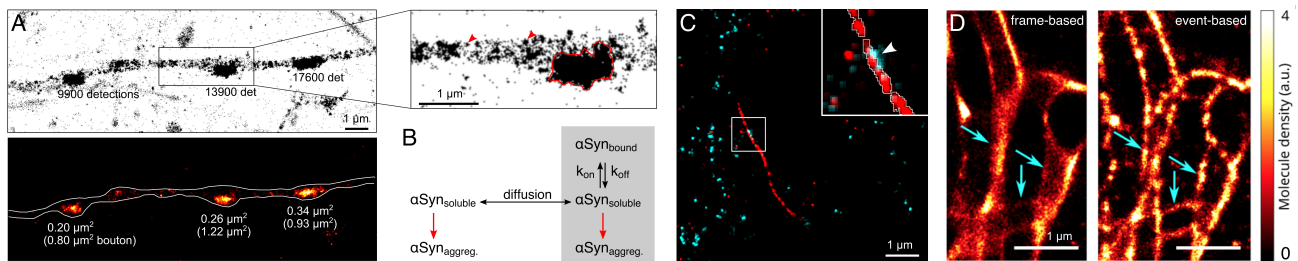 A
9900 detections
13900 det
17600 det
1 µm
1 µm
0.20 µm²
(0.80 µm² bouton)
0.26 µm²
(1.22 µm²)
0.34 µm²
(0.93 µm²)
B
αSynbound
kon
koff
αSynsoluble
diffusion
αSynsoluble
αSynaggreg.
αSynaggreg.
C
1 µm
D
frame-based
1 µm
event-based
4
Molecule density (a.u.)
0